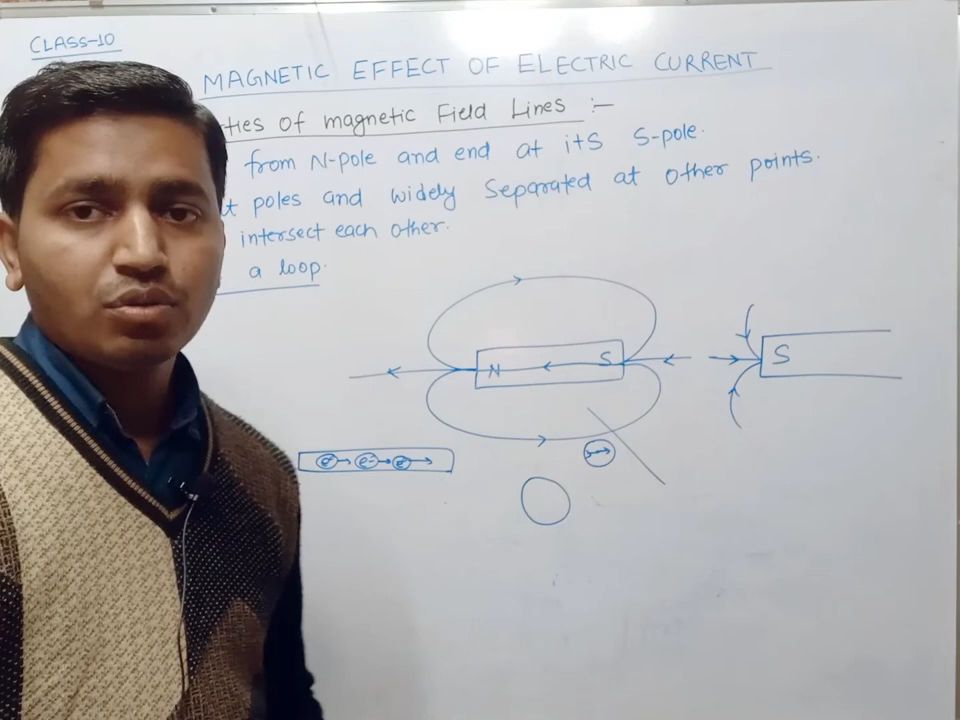 CLASS-10
MAGNETIC EFFECT OF ELECTRIC CURRENT
ties of magnetic Field Lines :-
from N-pole and end at its S-pole.
t poles and widely Separated at other points.
intersect each other.
a loop.
N S
S
e- e- e-